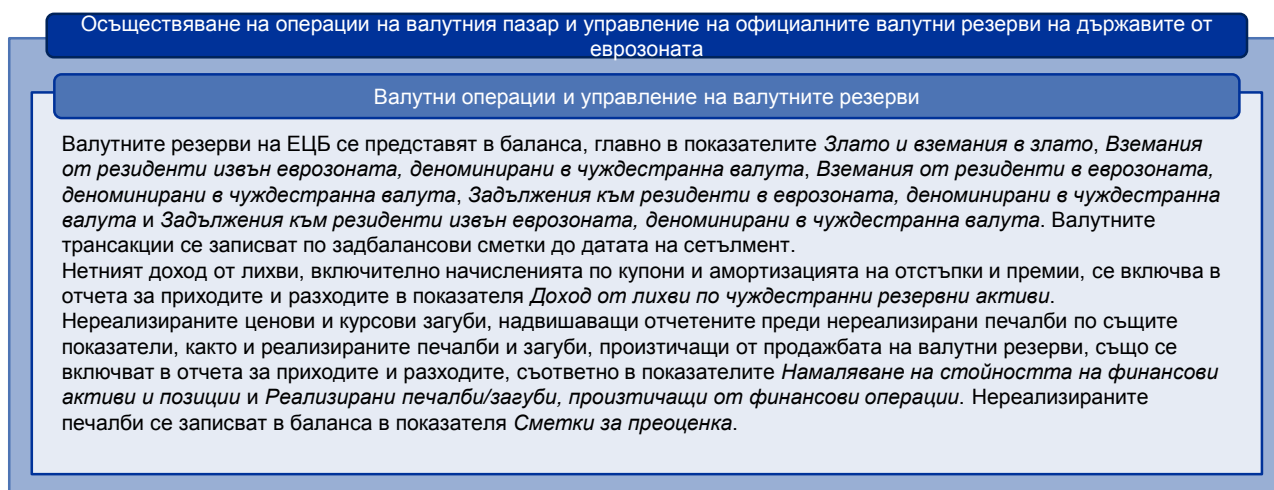 Осъществяване на операции на валутния пазар и управление на официалните валутни резерви на държавите от
еврозоната
Валутни операции и управление на валутните резерви
Валутните резерви на ЕЦБ се представят в баланса, главно в показателите Злато и вземания в злато, Вземания
от резиденти извън еврозоната, деноминирани в чуждестранна валута, Вземания от резиденти в еврозоната,
деноминирани в чуждестранна валута, Задължения към резиденти в еврозоната, деноминирани в чуждестранна
валута и Задължения към резиденти извън еврозоната, деноминирани в чуждестранна валута. Валутните
трансакции се записват по задбалансови сметки до датата на сетълмент.
Нетният доход от лихви, включително начисленията по купони и амортизацията на отстъпки и премии, се включва в
отчета за приходите и разходите в показателя Доход от лихви по чуждестранни резервни активи.
Нереализираните ценови и курсови загуби, надвишаващи отчетените преди нереализирани печалби по същите
показатели, както и реализираните печалби и загуби, произтичащи от продажбата на валутни резерви, също се
включват в отчета за приходите и разходите, съответно в показателите Намаляване на стойността на финансови
активи и позиции и Реализирани печалби/загуби, произтичащи от финансови операции. Нереализираните
печалби се записват в баланса в показателя Сметки за преоценка.